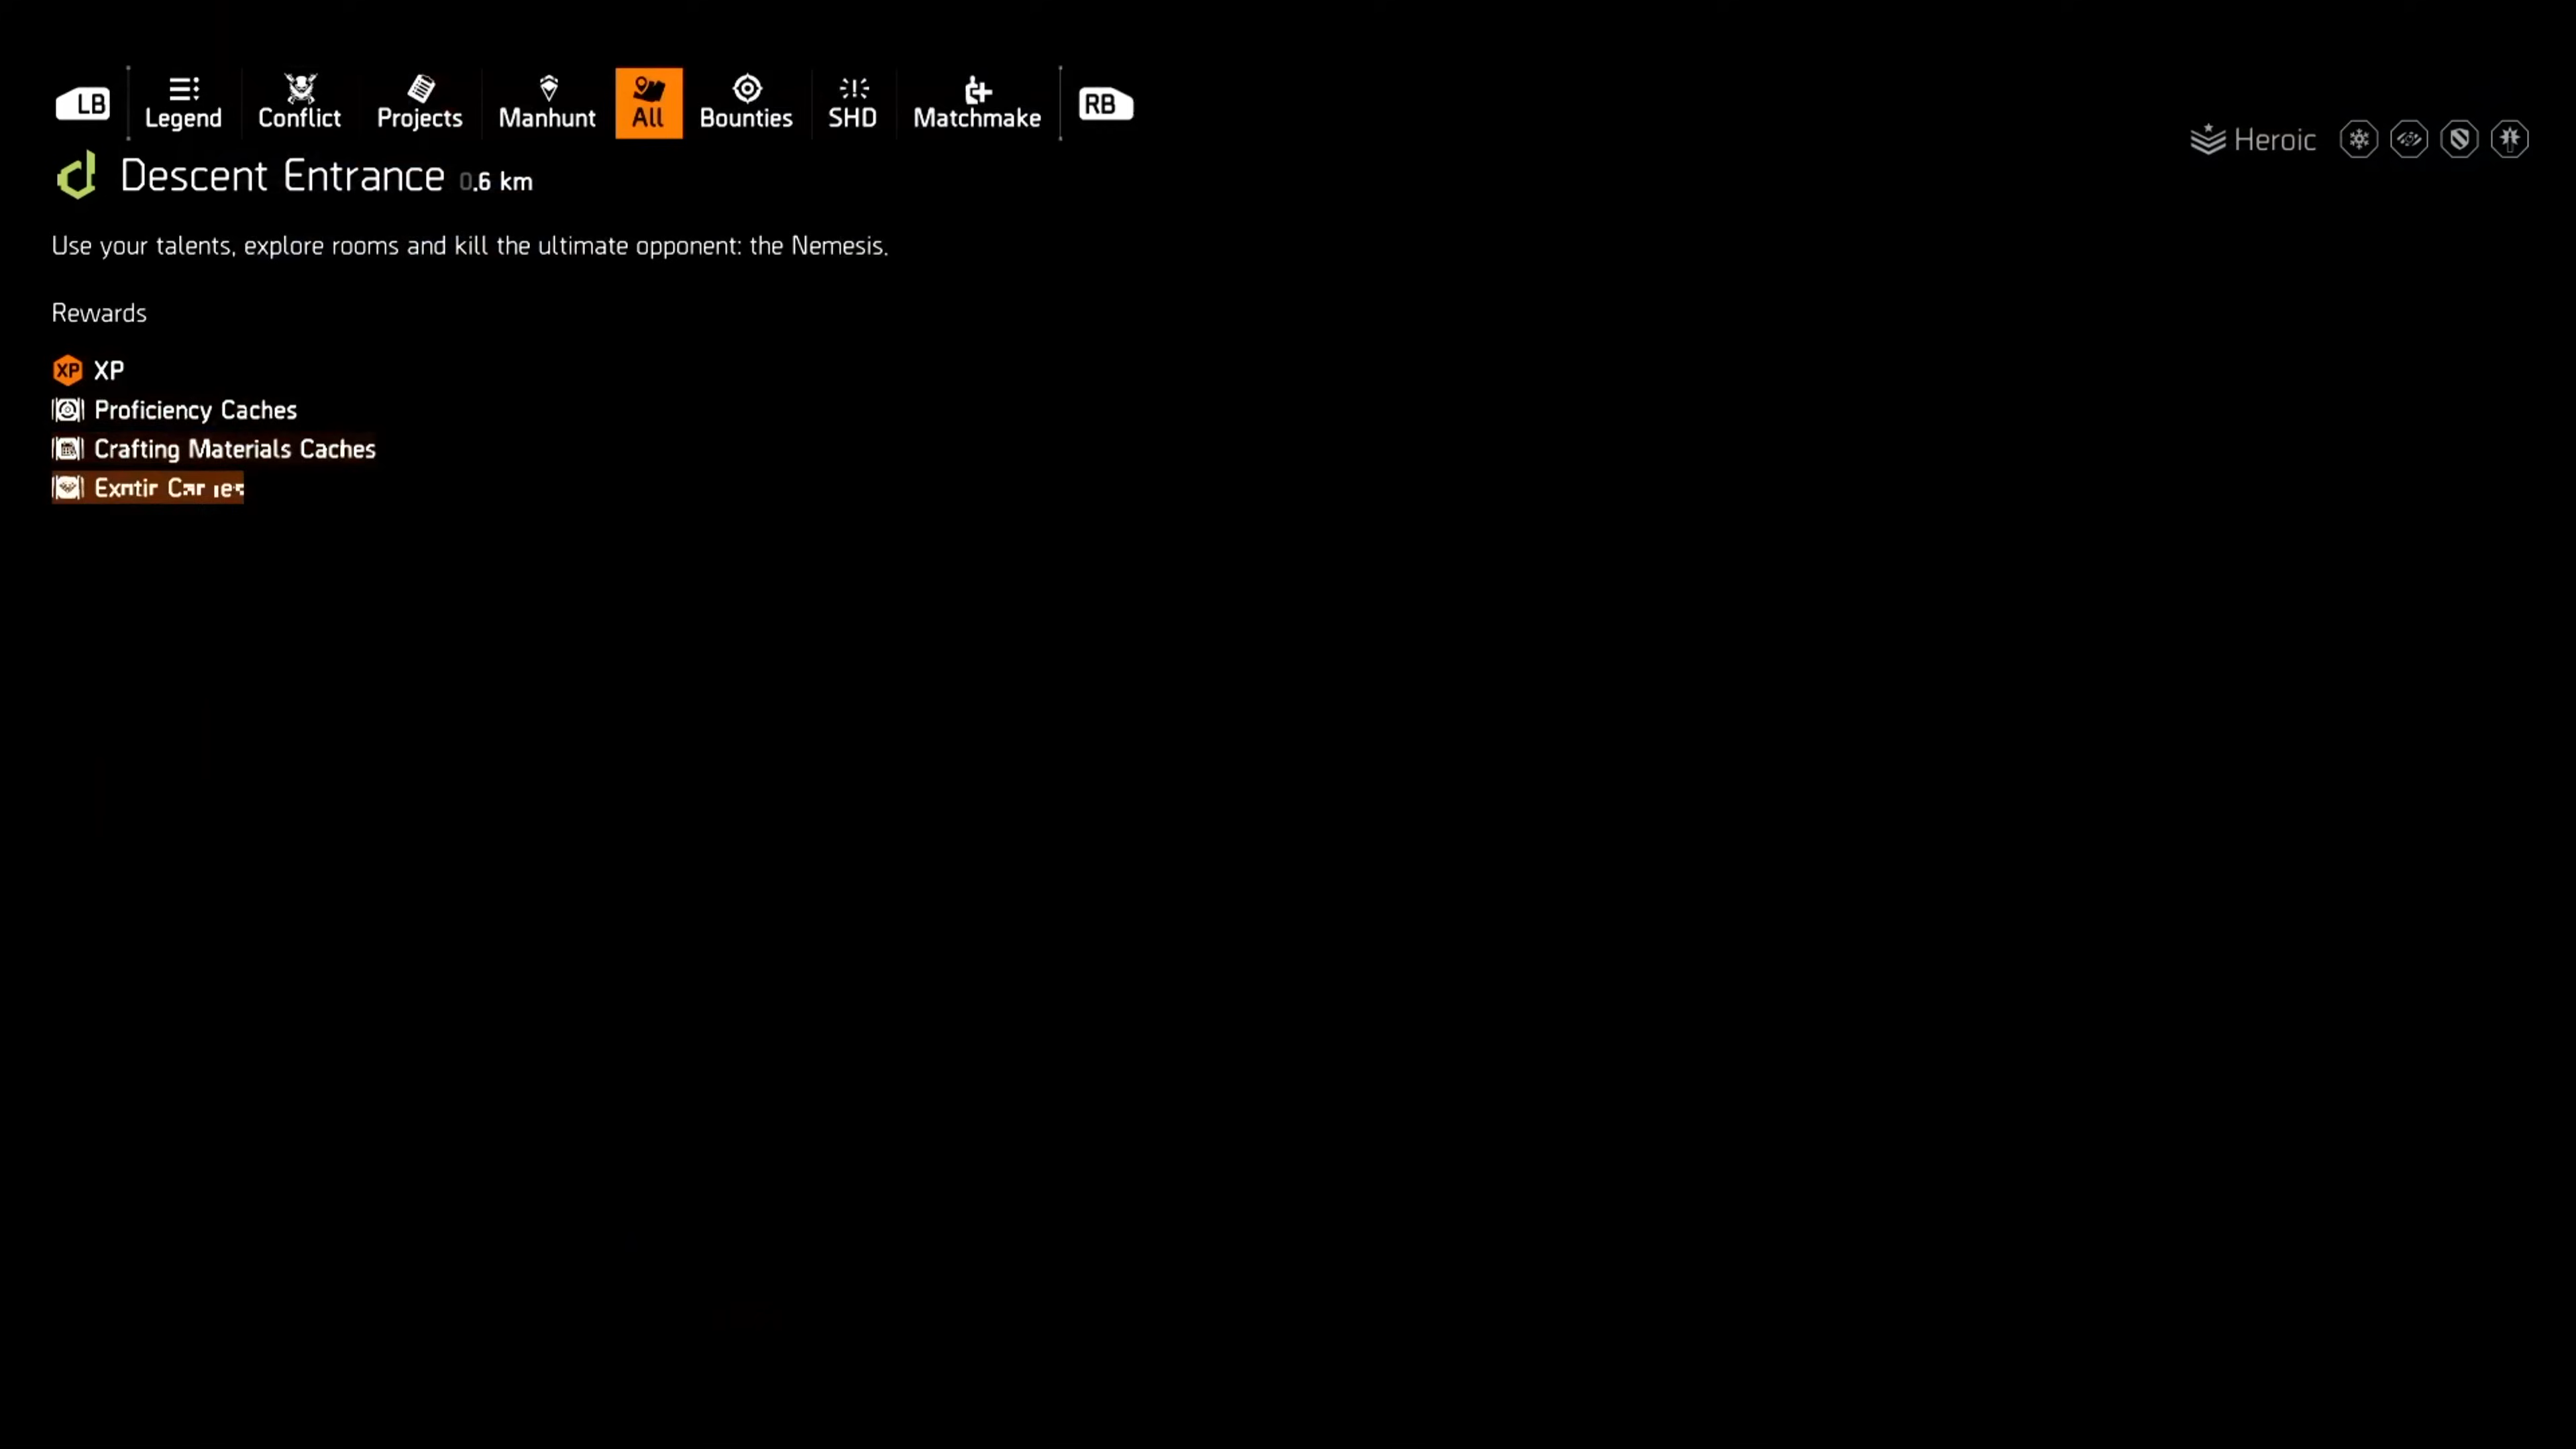 LB Legend Conflict Projects Manhunt All Bounties SHD Matchmake RB
Heroic
Descent Entrance 0.6 km
Use your talents, explore rooms and kill the ultimate opponent: the Nemesis.
Rewards
XP XP
Proficiency Caches
Crafting Materials Caches